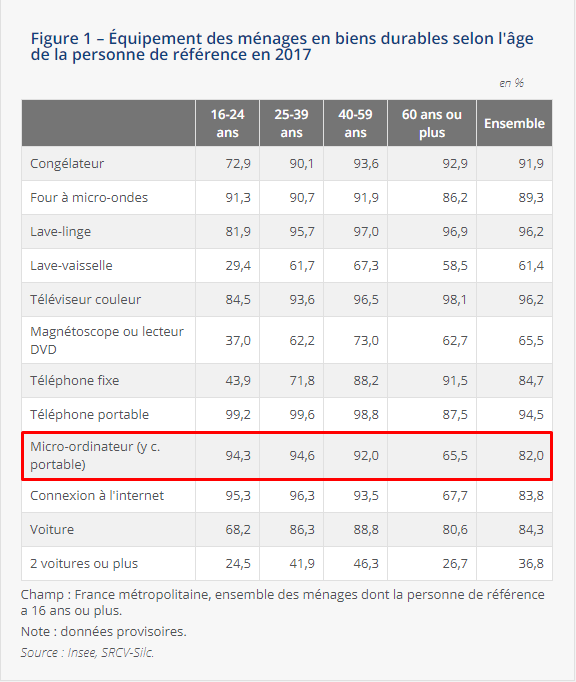 Figure 1 – Équipement des ménages en biens durables selon l'âge
de la personne de référence en 2017
en %
16-24 ans 25-39 ans 40-59 ans 60 ans ou plus Ensemble
Congélateur 72,9 90,1 93,6 92,9 91,9
Four à micro-ondes 91,3 90,7 91,9 86,2 89,3
Lave-linge 81,9 95,7 97,0 96,9 96,2
Lave-vaisselle 29,4 61,7 67,3 58,5 61,4
Téléviseur couleur 84,5 93,6 96,5 98,1 96,2
Magnétoscope ou lecteur DVD 37,0 62,2 73,0 62,7 65,5
Téléphone fixe 43,9 71,8 88,2 91,5 84,7
Téléphone portable 99,2 99,6 98,8 87,5 94,5
Micro-ordinateur (y c. portable) 94,3 94,6 92,0 65,5 82,0
Connexion à l'internet 95,3 96,3 93,5 67,7 83,8
Voiture 68,2 86,3 88,8 80,6 84,3
2 voitures ou plus 24,5 41,9 46,3 26,7 36,8
Champ : France métropolitaine, ensemble des ménages dont la personne de référence
a 16 ans ou plus.
Note : données provisoires.
Source : Insee, SRCV-Silc.